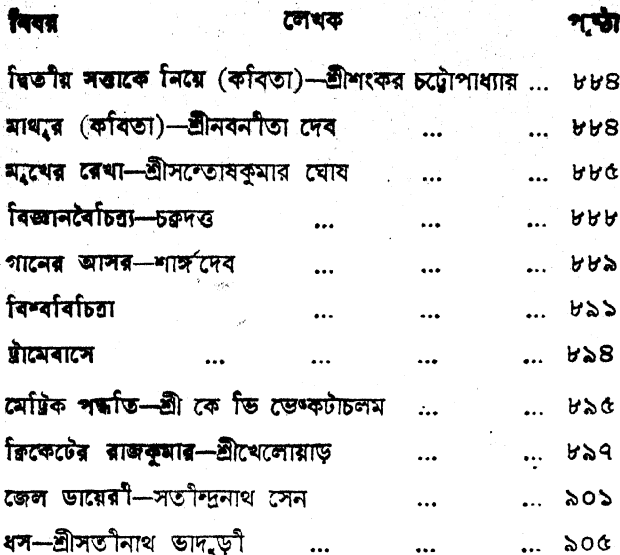 বিষয় লেখক পৃষ্ঠা
দ্বিতীয় সত্তাকে নিয়ে (কবিতা)—শ্রীশংকর চট্টোপাধ্যায় ... ৮৮৪
মাথুর (কবিতা)—শ্রীনবনীতা দেব ... ... ৮৮৪
মুখের রেখা—শ্রীসন্তোষকুমার ঘোষ ... ... ৮৮৫
বিজ্ঞানবৈচিত্র্য—চক্রদত্ত ... ... ... ৮৮৮
গানের আসর—শার্ঙ্গদেব ... ... ... ৮৮৯
বিশ্ববিচিত্রা ... ... ... ৮৯১
ট্রামেবাসে ... ... ... ... ৮৯৪
মেট্রিক পদ্ধতি—শ্রী কে ভি ভেঙ্কটাচলম ... ... ৮৯৫
ক্রিকেটের রাজকুমার—শ্রীখেলোয়াড় ... ... ৮৯৭
জেল ডায়েরী—সতীন্দ্রনাথ সেন ... ... ৯০১
ধস—শ্রীসতীনাথ ভাদুড়ী ... ... ... ৯০৫